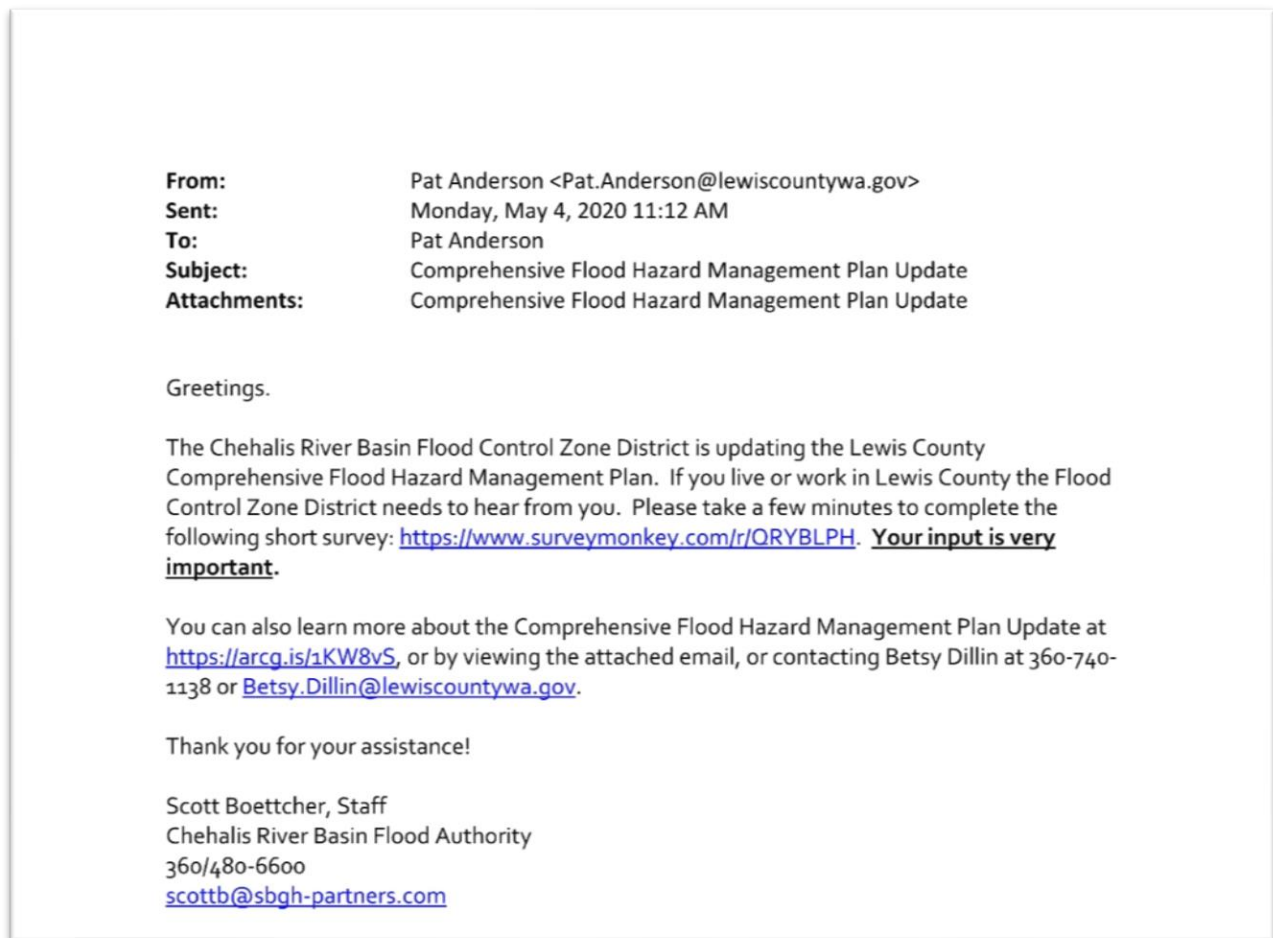 From: Pat Anderson <Pat.Anderson@lewiscountywa.gov>
Sent: Monday, May 4, 2020 11:12 AM
To: Pat Anderson
Subject: Comprehensive Flood Hazard Management Plan Update
Attachments: Comprehensive Flood Hazard Management Plan Update
Greetings.
The Chehalis River Basin Flood Control Zone District is updating the Lewis County
Comprehensive Flood Hazard Management Plan.  If you live or work in Lewis County the Flood
Control Zone District needs to hear from you.  Please take a few minutes to complete the
following short survey: https://www.surveymonkey.com/r/QRYBLPH.  Your input is very
important.
You can also learn more about the Comprehensive Flood Hazard Management Plan Update at
https://arcg.is/1KW8vS, or by viewing the attached email, or contacting Betsy Dillin at 360-740-
1138 or Betsy.Dillin@lewiscountywa.gov.
Thank you for your assistance!
Scott Boettcher, Staff
Chehalis River Basin Flood Authority
360/480-6600
scottb@sbgh-partners.com